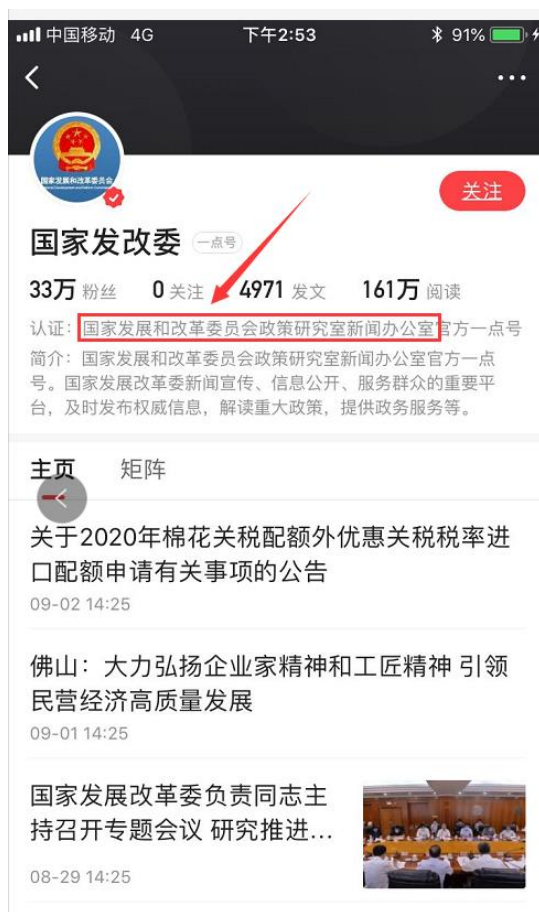 中国移动 4G 下午2:53 91%
国家发展和改革委员会
关注
国家发改委 一点号
33万 粉丝 0 关注 4971 发文 161万 阅读
认证：国家发展和改革委员会政策研究室新闻办公室官方一点号
简介：国家发展和改革委员会政策研究室新闻办公室官方一点
号。国家发展改革委新闻宣传、信息公开、服务群众的重要平
台，及时发布权威信息，解读重大政策，提供政务服务等。
主页 矩阵
关于2020年棉花关税配额外优惠关税税率进
口配额申请有关事项的公告
09-02 14:25
佛山：大力弘扬企业家精神和工匠精神 引领
民营经济高质量发展
09-01 14:25
国家发展改革委负责同志主
持召开专题会议 研究推进...
08-29 14:25